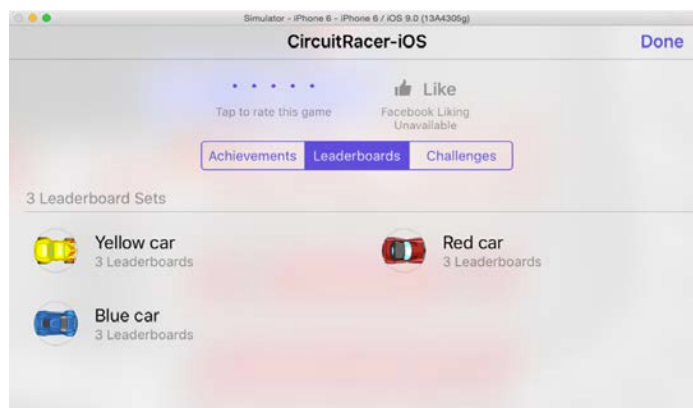 Simulator - iPhone 6 - iPhone 6 / iOS 9.0 (13A4305g)
CircuitRacer-iOS
Done
Like
Tap to rate this game
Facebook Liking
Unavailable
Achievements
Leaderboards
Challenges
3 Leaderboard Sets
Yellow car
3 Leaderboards
Red car
3 Leaderboards
Blue car
3 Leaderboards